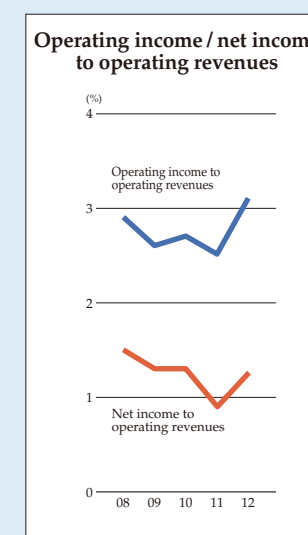 Operating income / net incom
to operating revenues
(%)
4
Operating income to
operating revenues
3
2
1
Net income to
operating revenues
0
08 09 10 11 12